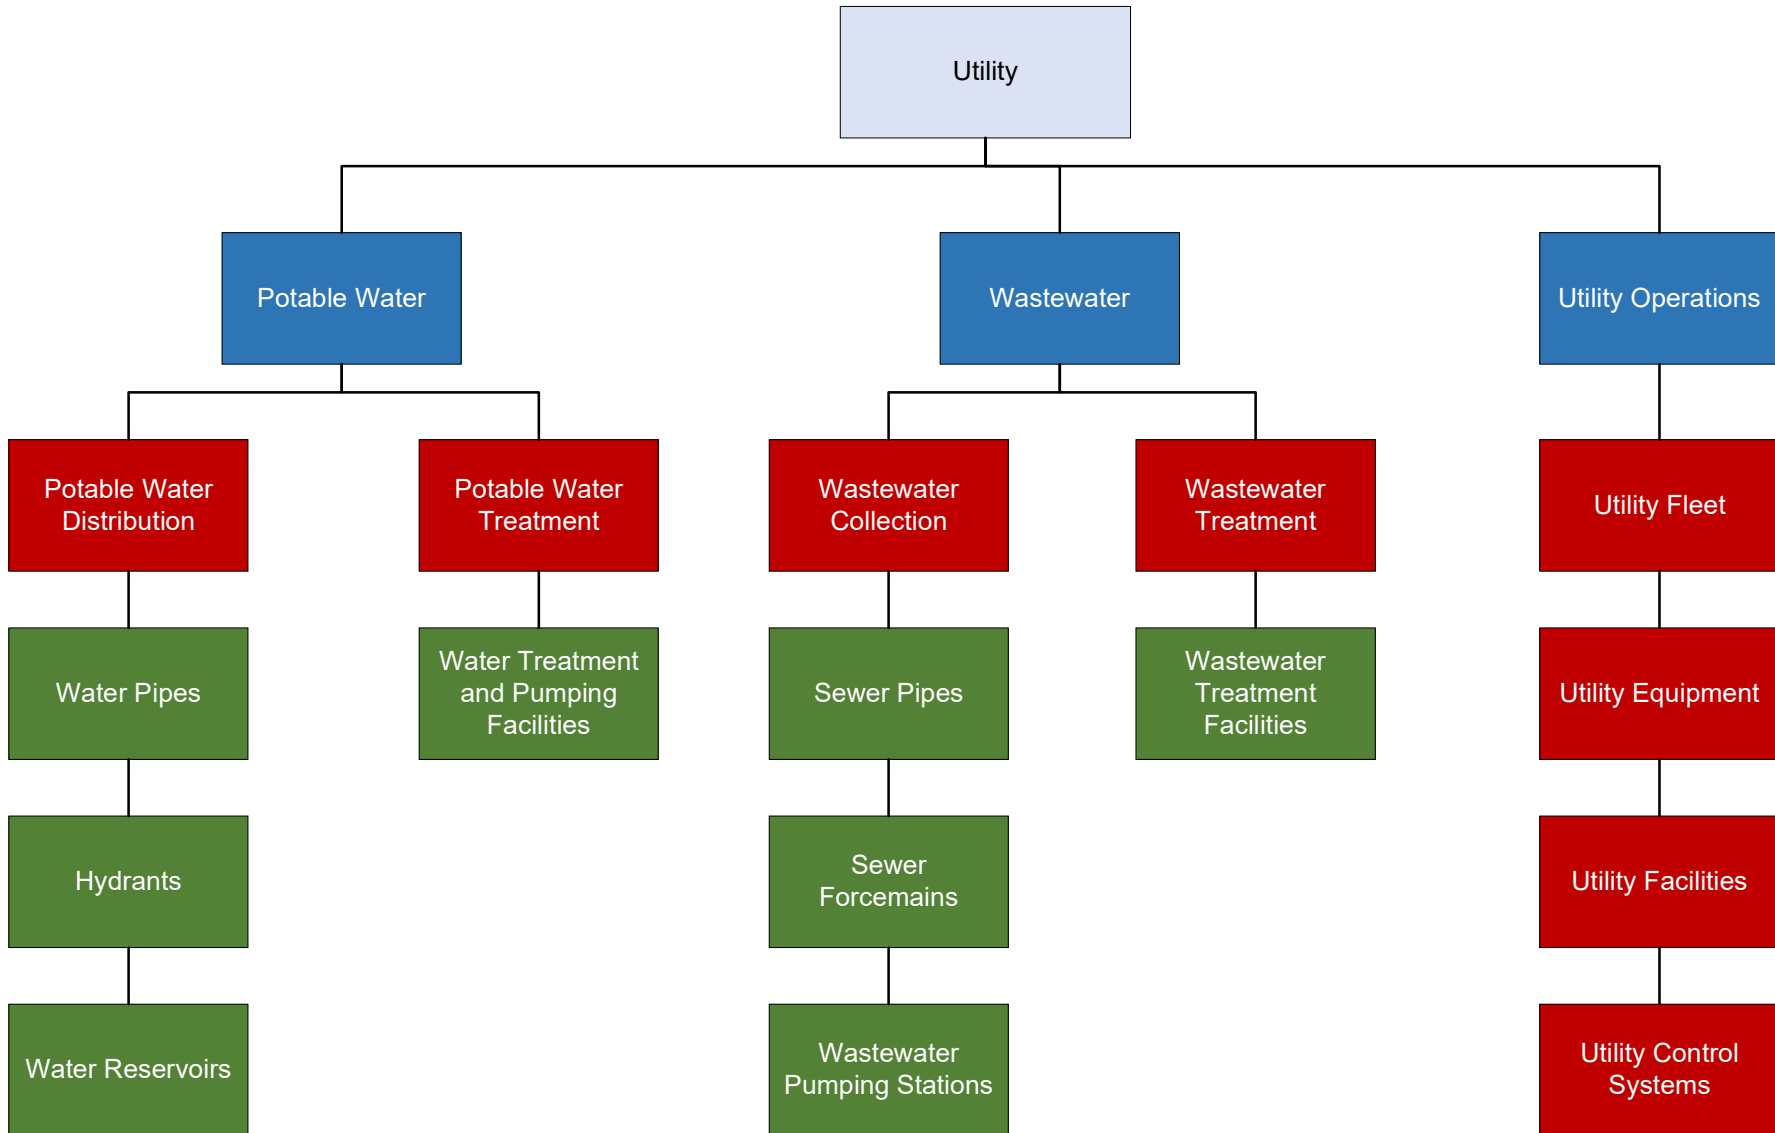 Utility
Potable Water
Wastewater
Utility Operations
Potable Water
Distribution
Potable Water
Treatment
Wastewater
Collection
Wastewater
Treatment
Utility Fleet
Water Pipes
Water Treatment
and Pumping
Facilities
Sewer Pipes
Wastewater
Treatment
Facilities
Utility Equipment
Hydrants
Sewer
Forcemains
Utility Facilities
Water Reservoirs
Wastewater
Pumping Stations
Utility Control
Systems